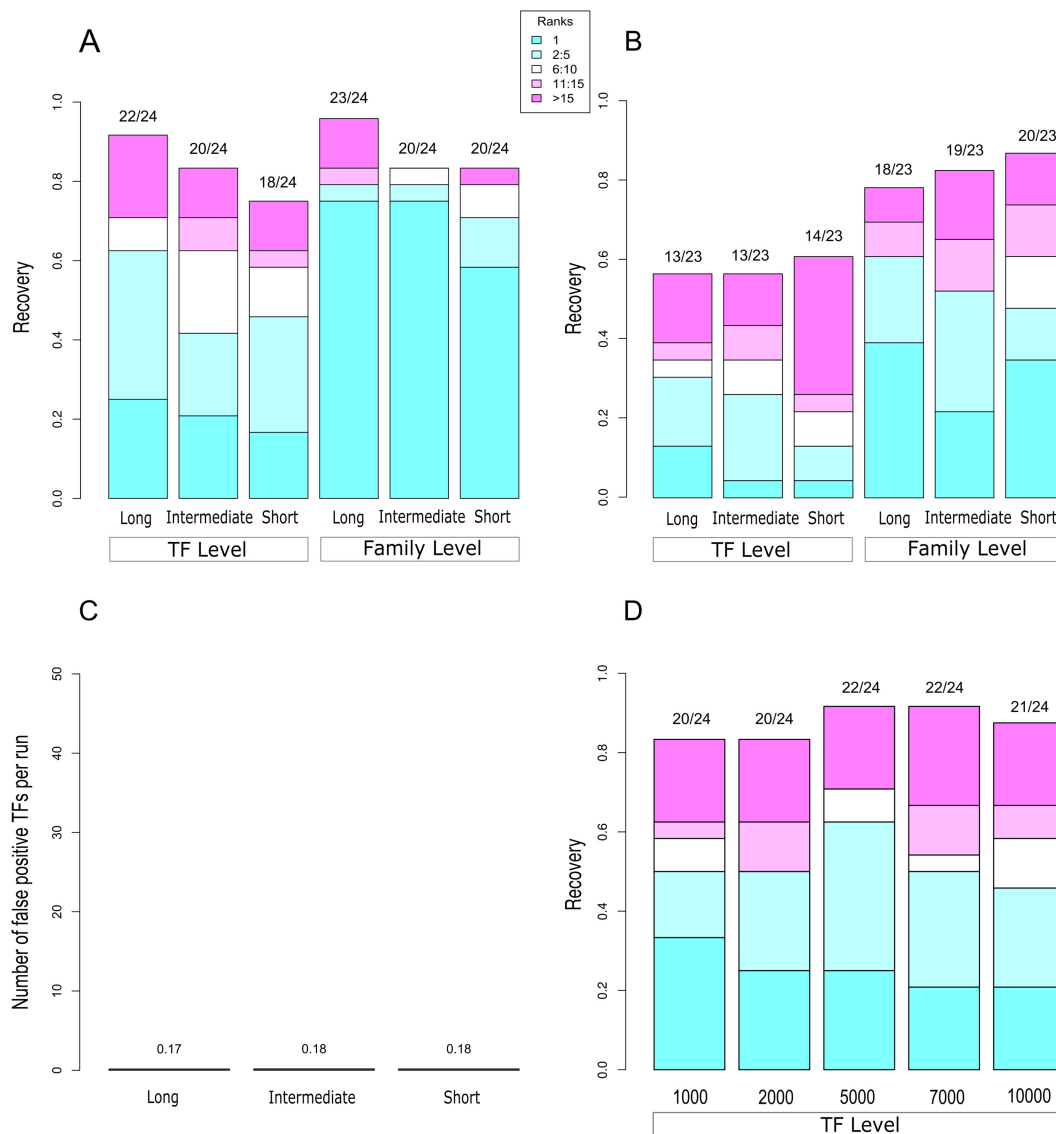 A
Ranks
1
2:5
6:10
11:15
>15
B
Recovery
0.0
0.2
0.4
0.6
0.8
1.0
22/24
20/24
18/24
23/24
20/24
20/24
Long Intermediate Short Long Intermediate Short
TF Level Family Level
Recovery
0.0
0.2
0.4
0.6
0.8
1.0
13/23
13/23
14/23
18/23
19/23
20/23
Long Intermediate Short Long Intermediate Short
TF Level Family Level
C
Number of false positive TFs per run
0
10
20
30
40
50
0.17 0.18 0.18
Long Intermediate Short
D
Recovery
0.0
0.2
0.4
0.6
0.8
1.0
20/24
20/24
22/24
22/24
21/24
1000 2000 5000 7000 10000
TF Level